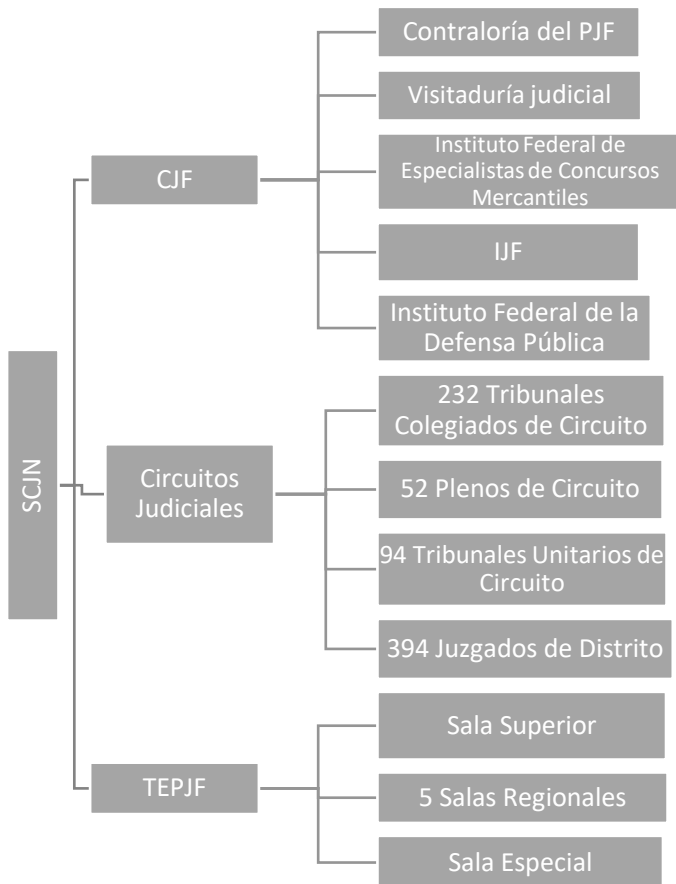 SCJN
CJF
Contraloría del PJF
Visitaduría judicial
Instituto Federal de
Especialistas de Concursos
Mercantiles
IJF
Instituto Federal de la
Defensa Pública
Circuitos
Judiciales
232 Tribunales
Colegiados de Circuito
52 Plenos de Circuito
94 Tribunales Unitarios de
Circuito
394 Juzgados de Distrito
TEPJF
Sala Superior
5 Salas Regionales
Sala Especial